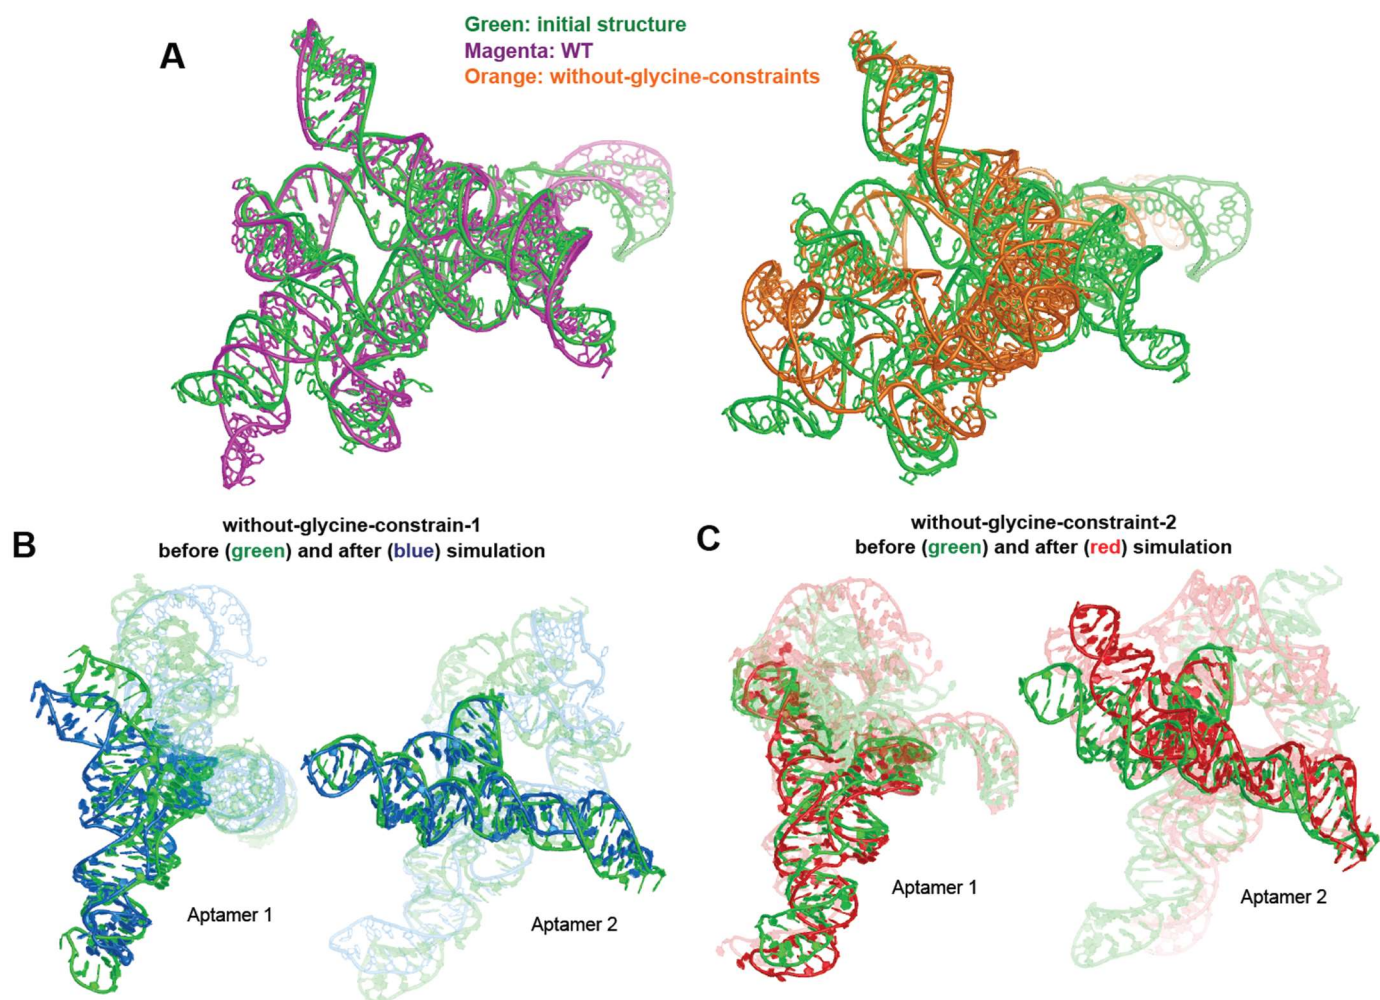 A
Green: initial structure
Magenta: WT
Orange: without-glycine-constraints
B
without-glycine-constrain-1
before (green) and after (blue) simulation
Aptamer 1
Aptamer 2
C
without-glycine-constraint-2
before (green) and after (red) simulation
Aptamer 1
Aptamer 2